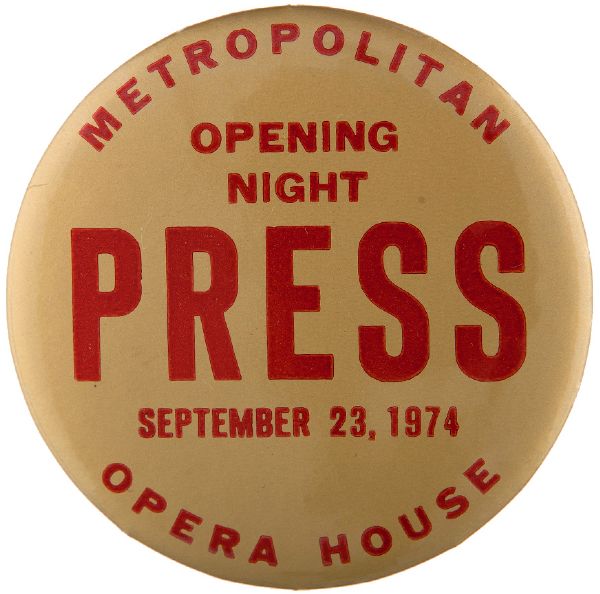 METROPOLITAN
OPENING
NIGHT
PRESS
SEPTEMBER 23, 1974
OPERA HOUSE